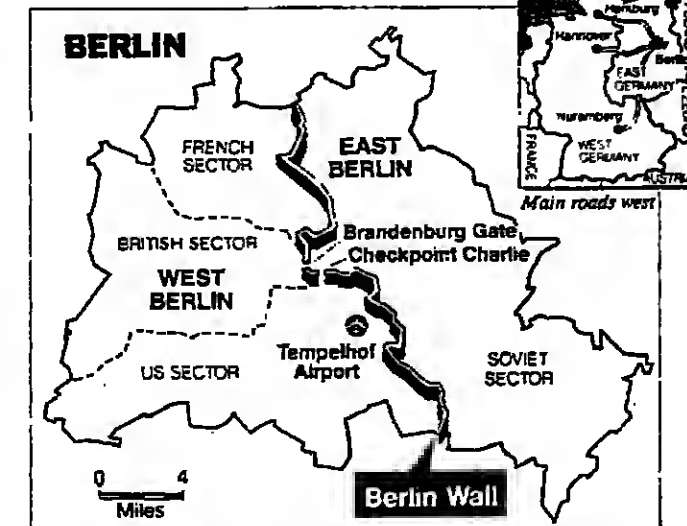 BERLIN
FRENCH
SECTOR
EAST
BERLIN
BRITISH SECTOR
WEST
BERLIN
Brandenburg Gate
Checkpoint Charlie
Tempelhof
Airport
US SECTOR
SOVIET
SECTOR
0 4
Miles
Berlin Wall
Hamburg
Hannover
Berlin
EAST
GERMANY
Nuremberg
WEST
GERMANY
FRANCE
Main roads west